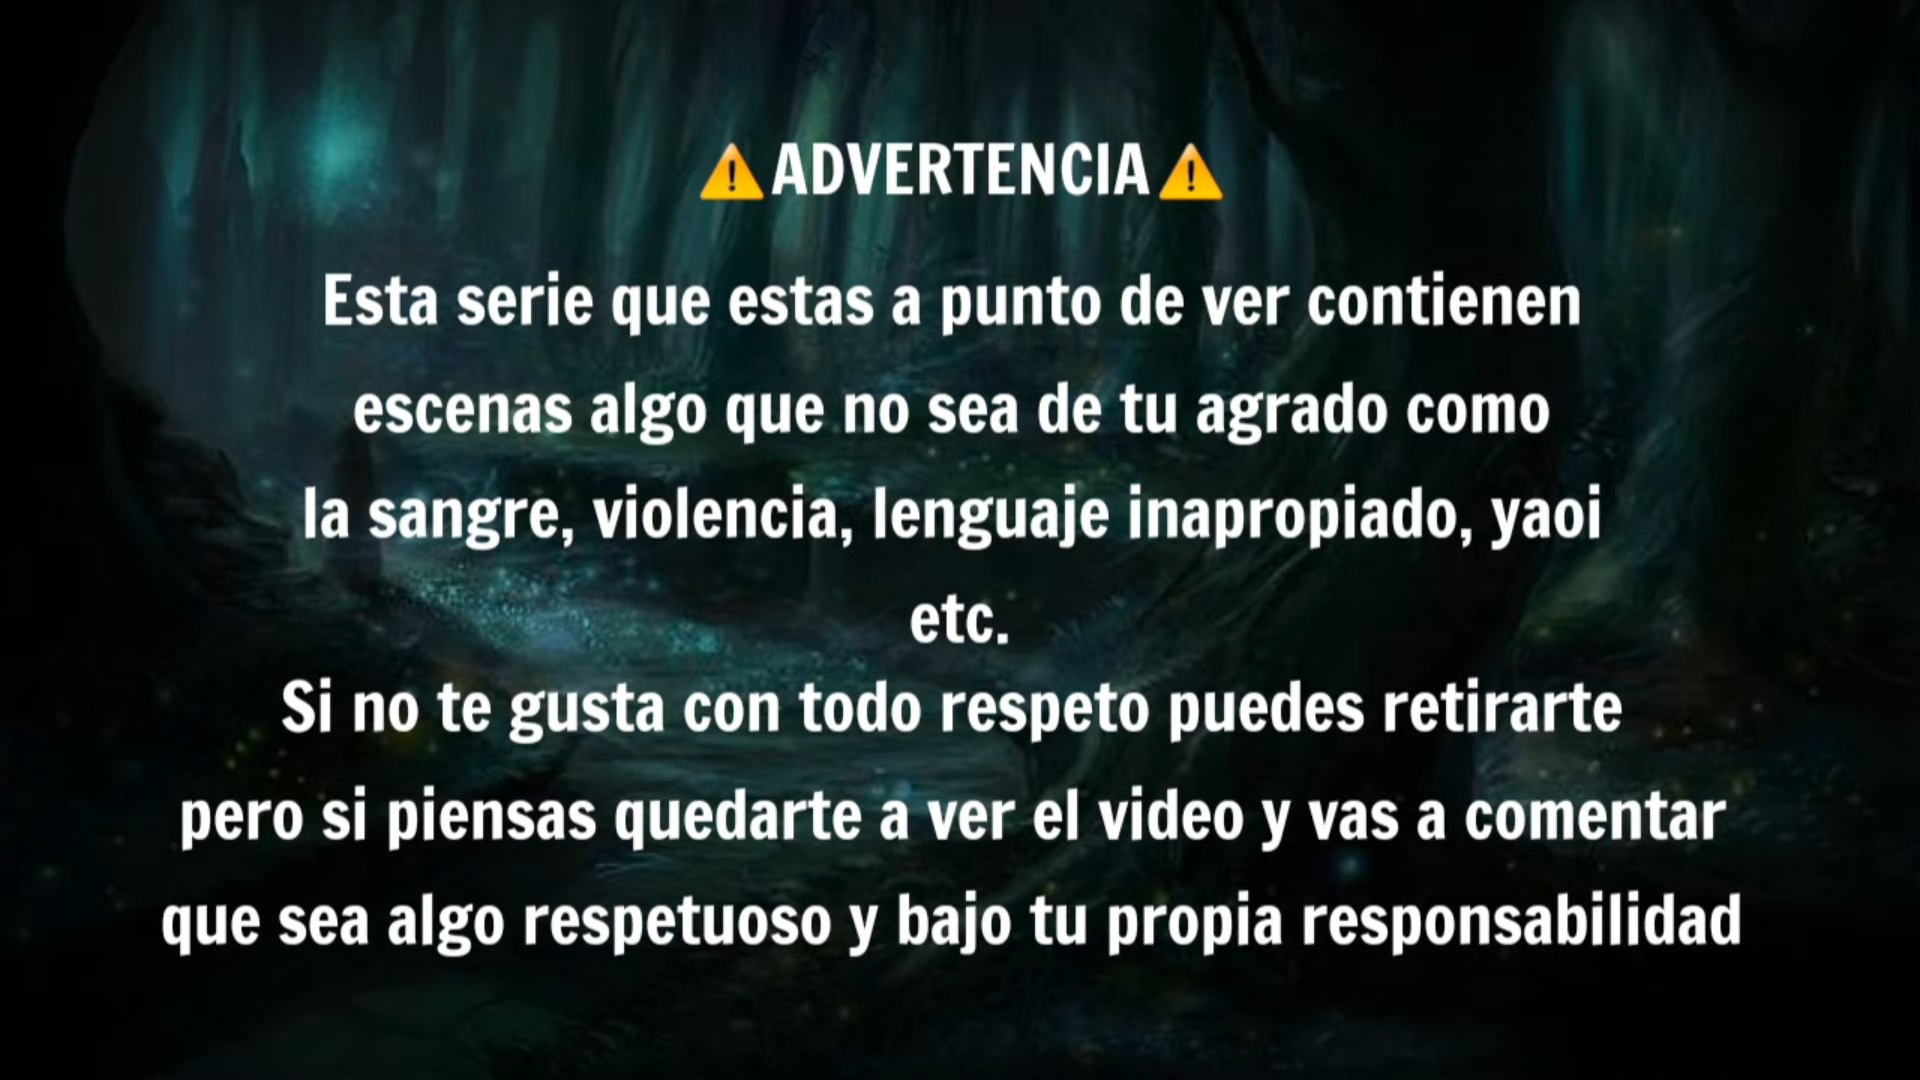 ⚠️ADVERTENCIA⚠️
Esta serie que estas a punto de ver contienen
escenas algo que no sea de tu agrado como
la sangre, violencia, lenguaje inapropiado, yaoi
etc.
Si no te gusta con todo respeto puedes retirarte
pero si piensas quedarte a ver el video y vas a comentar
que sea algo respetuoso y bajo tu propia responsabilidad